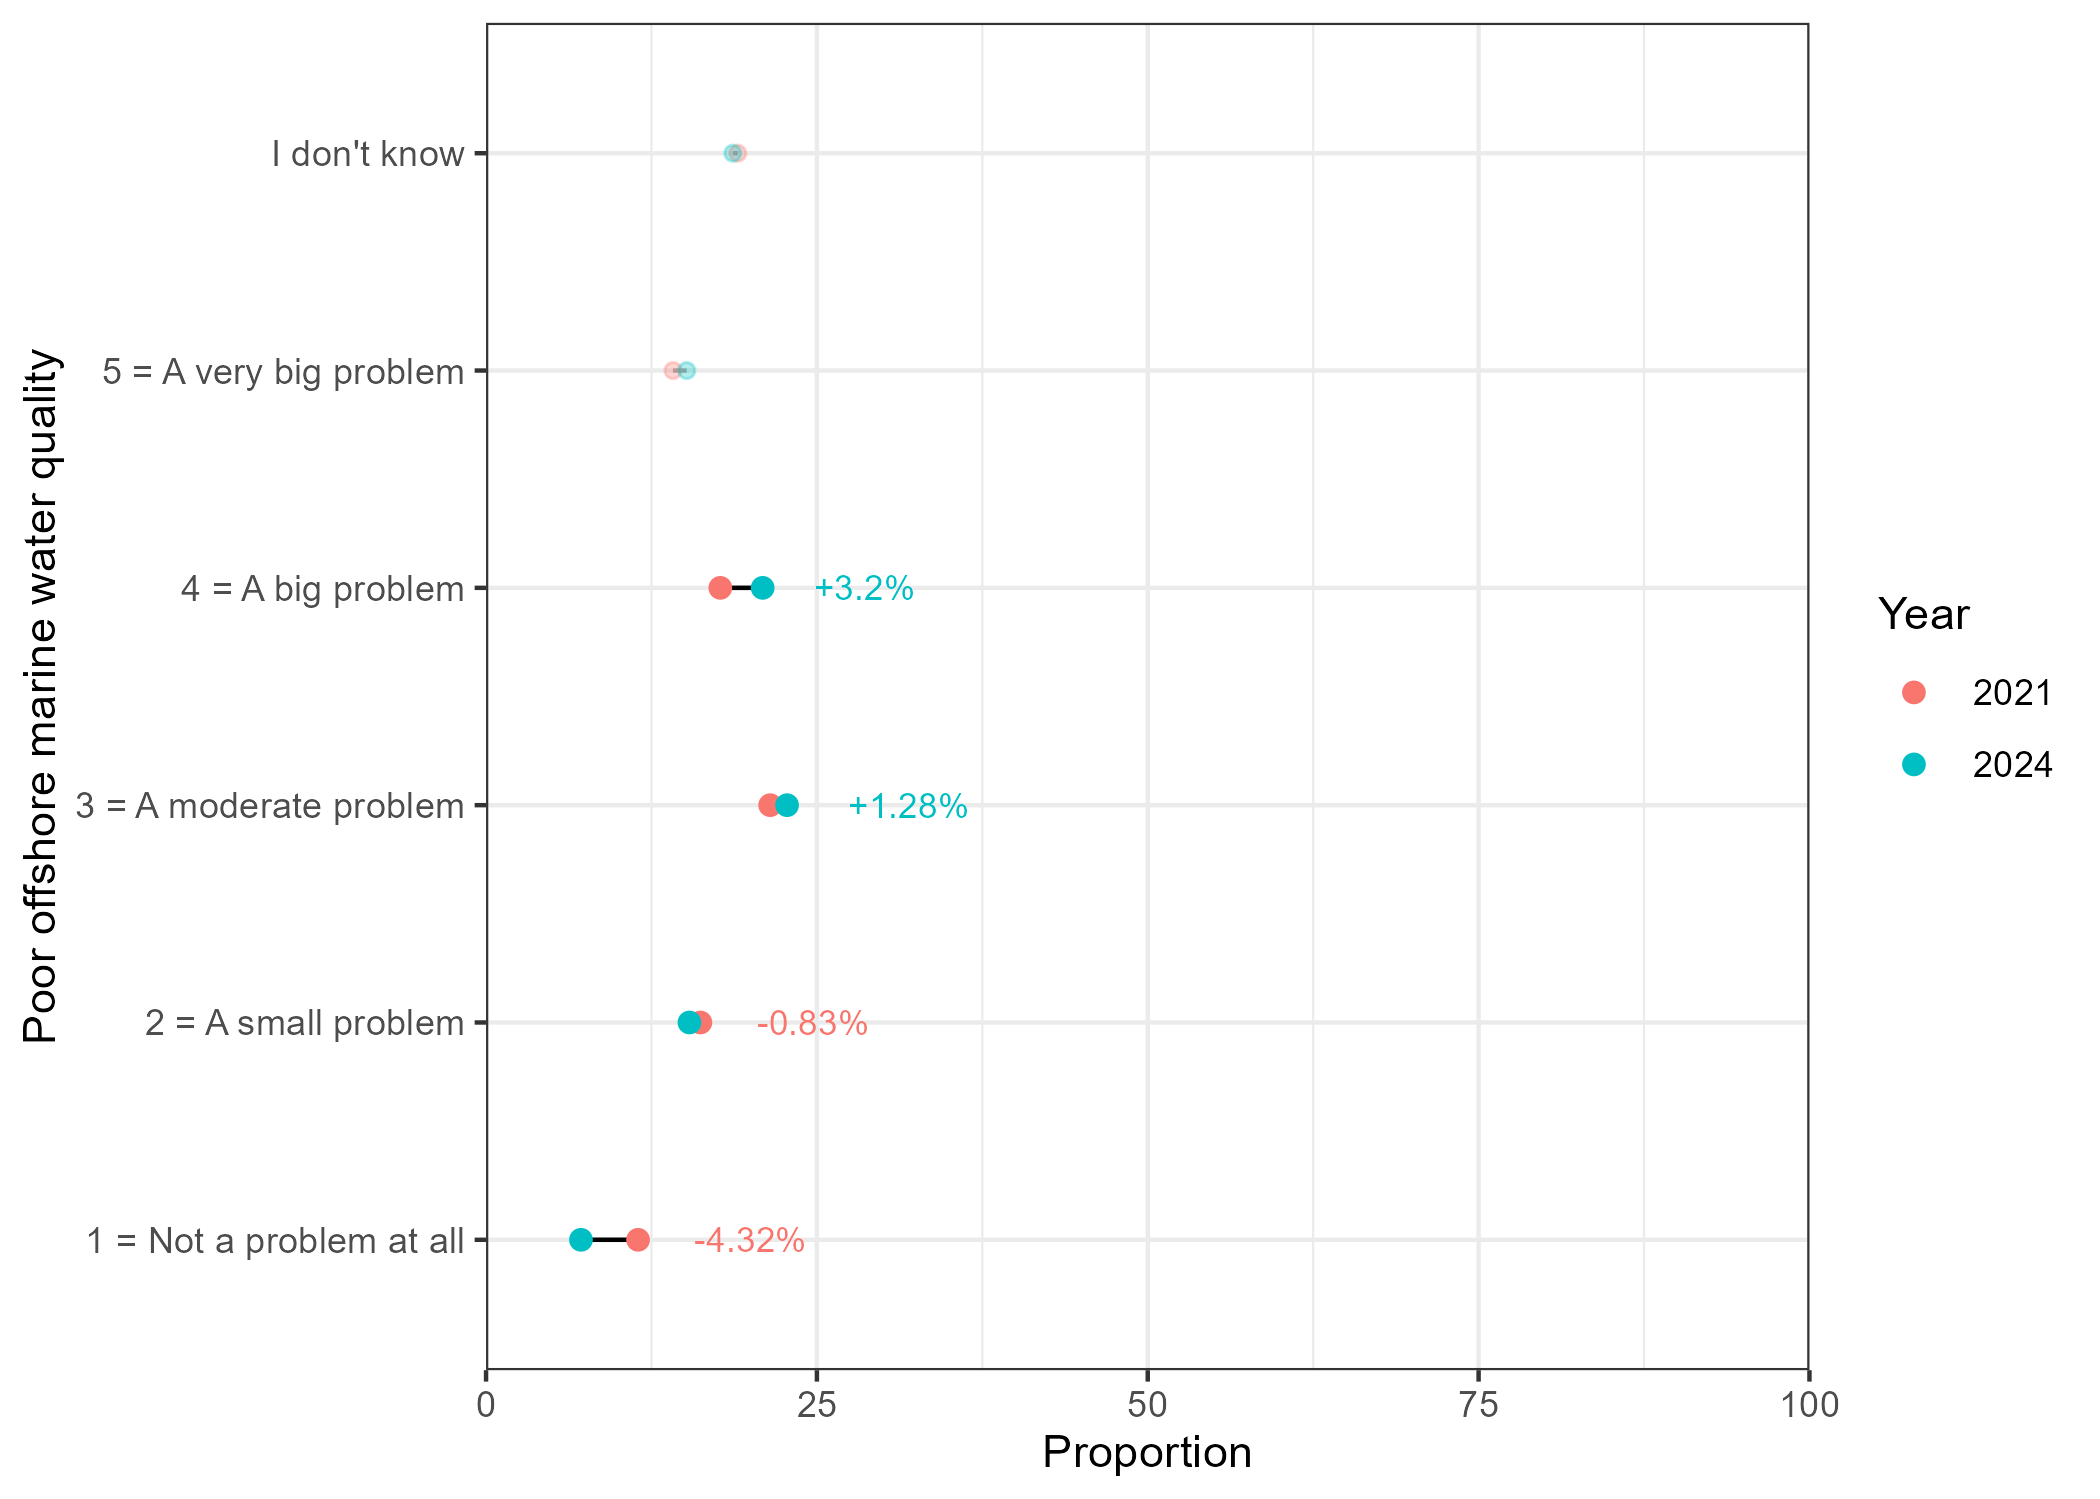 Poor offshore marine water quality
I don't know
5 = A very big problem
4 = A big problem
+3.2%
3 = A moderate problem
+1.28%
2 = A small problem
-0.83%
1 = Not a problem at all
-4.32%
0
25
50
75
100
Proportion
Year
2021
2024